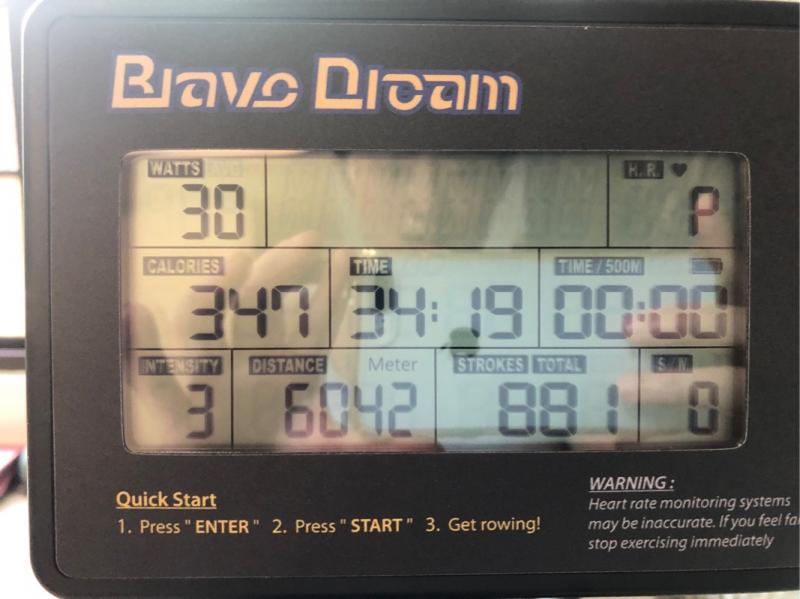 Brave Dream
WATTS H.R.
30 P
CALORIES TIME TIME / 500M
347 34:19 00:00
INTENSITY DISTANCE Meter STROKES TOTAL S/M
3 6042 881 0
Quick Start
1. Press " ENTER " 2. Press " START " 3. Get rowing!
WARNING :
Heart rate monitoring systems
may be inaccurate. If you feel
stop exercising immediately